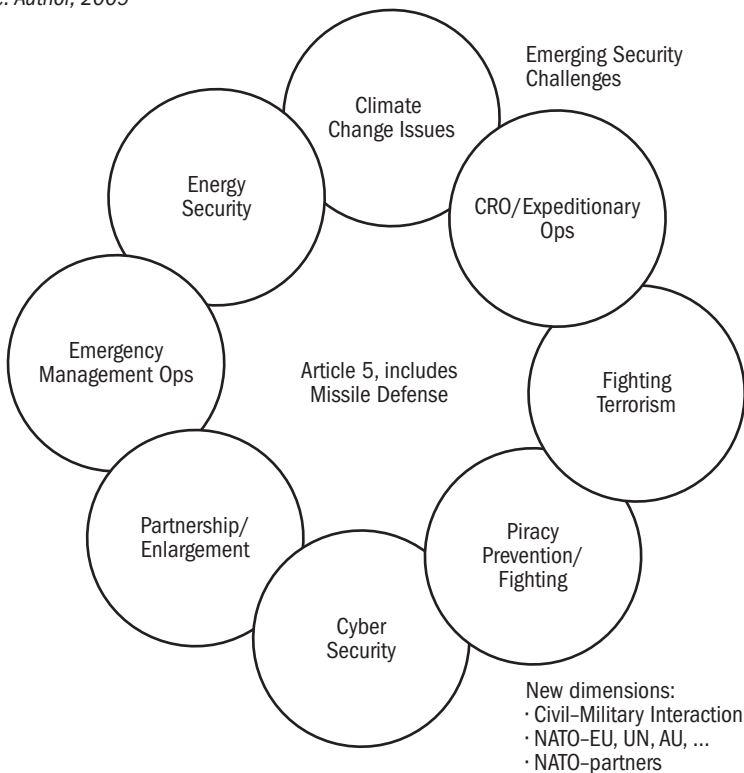 Author, 2009
Emerging Security
Challenges
Climate
Change Issues
Energy
Security
CRO/Expeditionary
Ops
Emergency
Management Ops
Article 5, includes
Missile Defense
Fighting
Terrorism
Partnership/
Enlargement
Piracy
Prevention/
Fighting
Cyber
Security
New dimensions:
· Civil–Military Interaction
· NATO–EU, UN, AU, ...
· NATO–partners